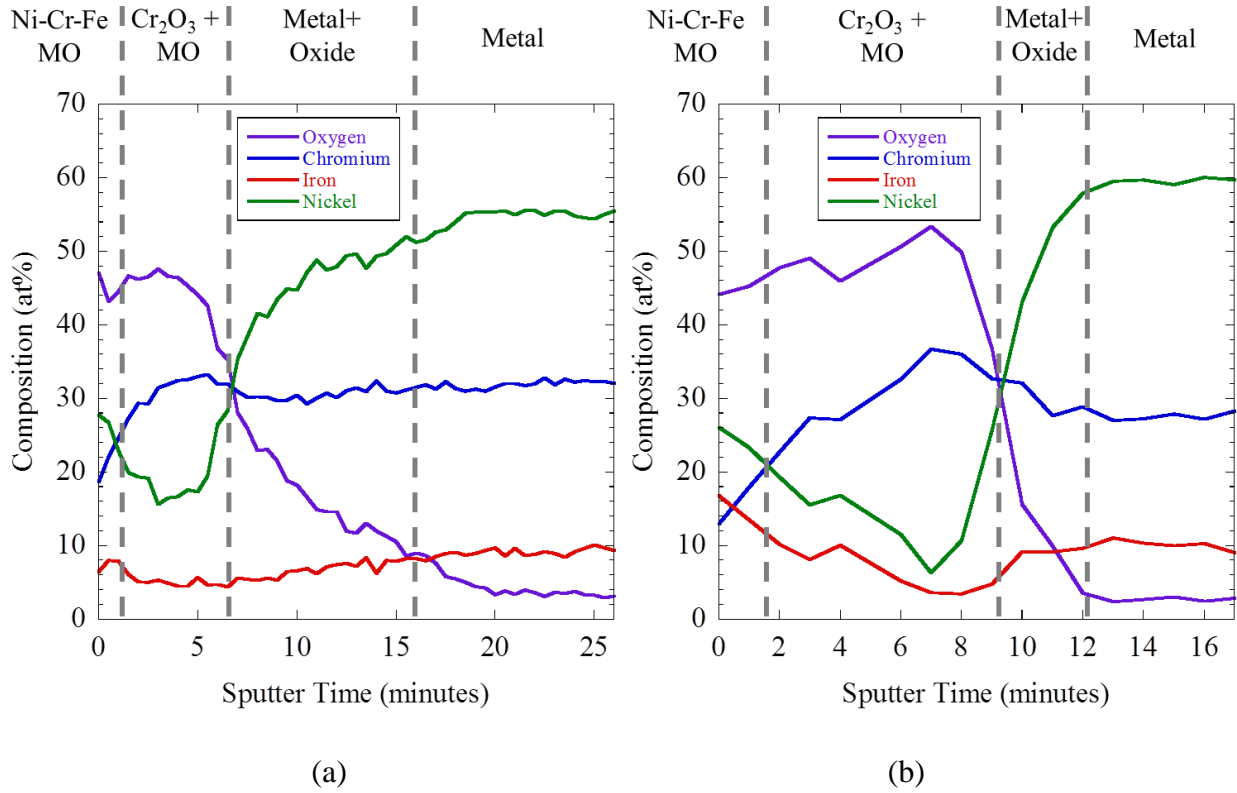 Ni-Cr-Fe
MO
Cr₂O₃ +
MO
Metal+
Oxide
Metal
70
60
50
40
30
20
10
0
Composition (at%)
Oxygen
Chromium
Iron
Nickel
0 5 10 15 20 25
Sputter Time (minutes)
(a)
Ni-Cr-Fe
MO
Cr₂O₃ +
MO
Metal+
Oxide
Metal
70
60
50
40
30
20
10
0
Composition (at%)
Oxygen
Chromium
Iron
Nickel
0 2 4 6 8 10 12 14 16
Sputter Time (minutes)
(b)